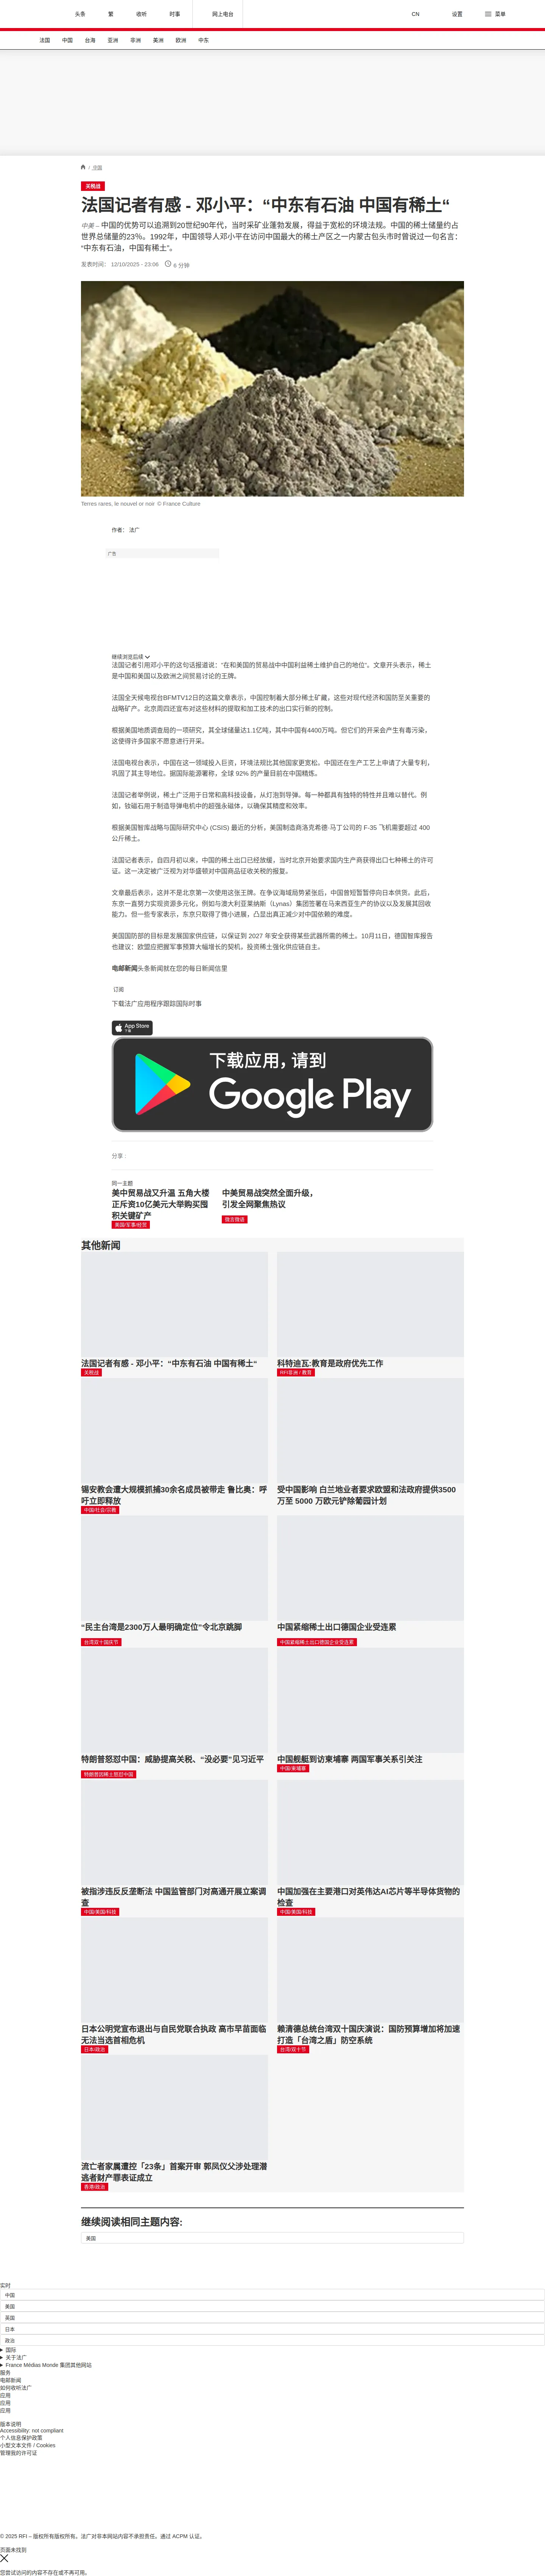 头条
繁
收听
时事
网上电台
CN
设置
菜单
法国
中国
台海
亚洲
非洲
美洲
欧洲
中东
/ 中国
关税战
法国记者有感 - 邓小平：“中东有石油 中国有稀土“
中美 – 中国的优势可以追溯到20世纪90年代，当时采矿业蓬勃发展，得益于宽松的环境法规。中国的稀土储量约占
世界总储量的23%。1992年，中国领导人邓小平在访问中国最大的稀土产区之一内蒙古包头市时曾说过一句名言：
“中东有石油，中国有稀土”。
发表时间： 12/10/2025 - 23:06
6 分钟
Terres rares, le nouvel or noir © France Culture
作者： 法广
广告
继续浏览后续
法国记者引用邓小平的这句话报道说：“在和美国的贸易战中中国利益稀土维护自己的地位”。文章开头表示，稀土
是中国和美国以及欧洲之间贸易讨论的王牌。
法国全天候电视台BFMTV12日的这篇文章表示，中国控制着大部分稀土矿藏，这些对现代经济和国防至关重要的
战略矿产。北京周四还宣布对这些材料的提取和加工技术的出口实行新的控制。
根据美国地质调查局的一项研究，其全球储量达1.1亿吨，其中中国有4400万吨。但它们的开采会产生有毒污染，
这使得许多国家不愿意进行开采。
法国电视台表示，中国在这一领域投入巨资，环境法规比其他国家更宽松。中国还在生产工艺上申请了大量专利，
巩固了其主导地位。据国际能源署称，全球 92% 的产量目前在中国精炼。
法国记者举例说，稀土广泛用于日常和高科技设备，从灯泡到导弹。每一种都具有独特的特性并且难以替代。例
如，钕磁石用于制造导弹电机中的超强永磁体，以确保其精度和效率。
根据美国智库战略与国际研究中心 (CSIS) 最近的分析，美国制造商洛克希德·马丁公司的 F-35 飞机需要超过 400
公斤稀土。
法国记者表示，自四月初以来，中国的稀土出口已经放缓，当时北京开始要求国内生产商获得出口七种稀土的许可
证。这一决定被广泛视为对华盛顿对中国商品征收关税的报复。
文章最后表示，这并不是北京第一次使用这张王牌。在争议海域局势紧张后，中国曾短暂暂停向日本供货。此后，
东京一直努力实现资源多元化，例如与澳大利亚莱纳斯（Lynas）集团签署在马来西亚生产的协议以及发展其回收
能力。但一些专家表示，东京只取得了微小进展，凸显出真正减少对中国依赖的难度。
美国国防部的目标是发展国家供应链，以保证到 2027 年安全获得某些武器所需的稀土。10月11日，德国智库报告
也建议：欧盟应把握军事预算大幅增长的契机，投资稀土强化供应链自主。
电邮新闻头条新闻就在您的每日新闻信里
订阅
下载法广应用程序跟踪国际时事
App Store
下载
下载应用，请到
Google Play
分享 :
同一主题
美中贸易战又升温 五角大楼
正斥资10亿美元大举购买囤
积关键矿产
美国/军事/经贸
中美贸易战突然全面升级，
引发全网聚焦热议
微言微语
其他新闻
法国记者有感 - 邓小平：“中东有石油 中国有稀土“
关税战
科特迪瓦:教育是政府优先工作
RFI非洲 / 教育
锡安教会遭大规模抓捕30余名成员被带走 鲁比奥：呼
吁立即释放
中国/社会/宗教
受中国影响 白兰地业者要求欧盟和法政府提供3500
万至 5000 万欧元铲除葡园计划
“民主台湾是2300万人最明确定位”令北京跳脚
台湾双十国庆节
中国紧缩稀土出口德国企业受连累
中国紧缩稀土出口德国企业受连累
特朗普怒怼中国：威胁提高关税、“没必要”见习近平
特朗普因稀土怒怼中国
中国舰艇到访柬埔寨 两国军事关系引关注
中国/柬埔寨
被指涉违反反垄断法 中国监管部门对高通开展立案调
查
中国/美国/科技
中国加强在主要港口对英伟达AI芯片等半导体货物的
检查
中国/美国/科技
日本公明党宣布退出与自民党联合执政 高市早苗面临
无法当选首相危机
日本/政治
赖清德总统台湾双十国庆演说：国防预算增加将加速
打造「台湾之盾」防空系统
台湾/双十节
流亡者家属遭控「23条」首案开审 郭凤仪父涉处理潜
逃者财产罪表证成立
香港/政治
继续阅读相同主题内容:
美国
实时
中国
美国
英国
日本
政治
国际
关于法广
France Médias Monde 集团其他网站
服务
电邮新闻
如何收听法广
应用
应用
应用
版本说明
Accessibility: not compliant
个人信息保护政策
小型文本文件 / Cookies
管理我的许可证
© 2025 RFI – 版权所有版权所有。法广对非本网站内容不承担责任。通过 ACPM 认证。
页面未找到
您尝试访问的内容不存在或不再可用。